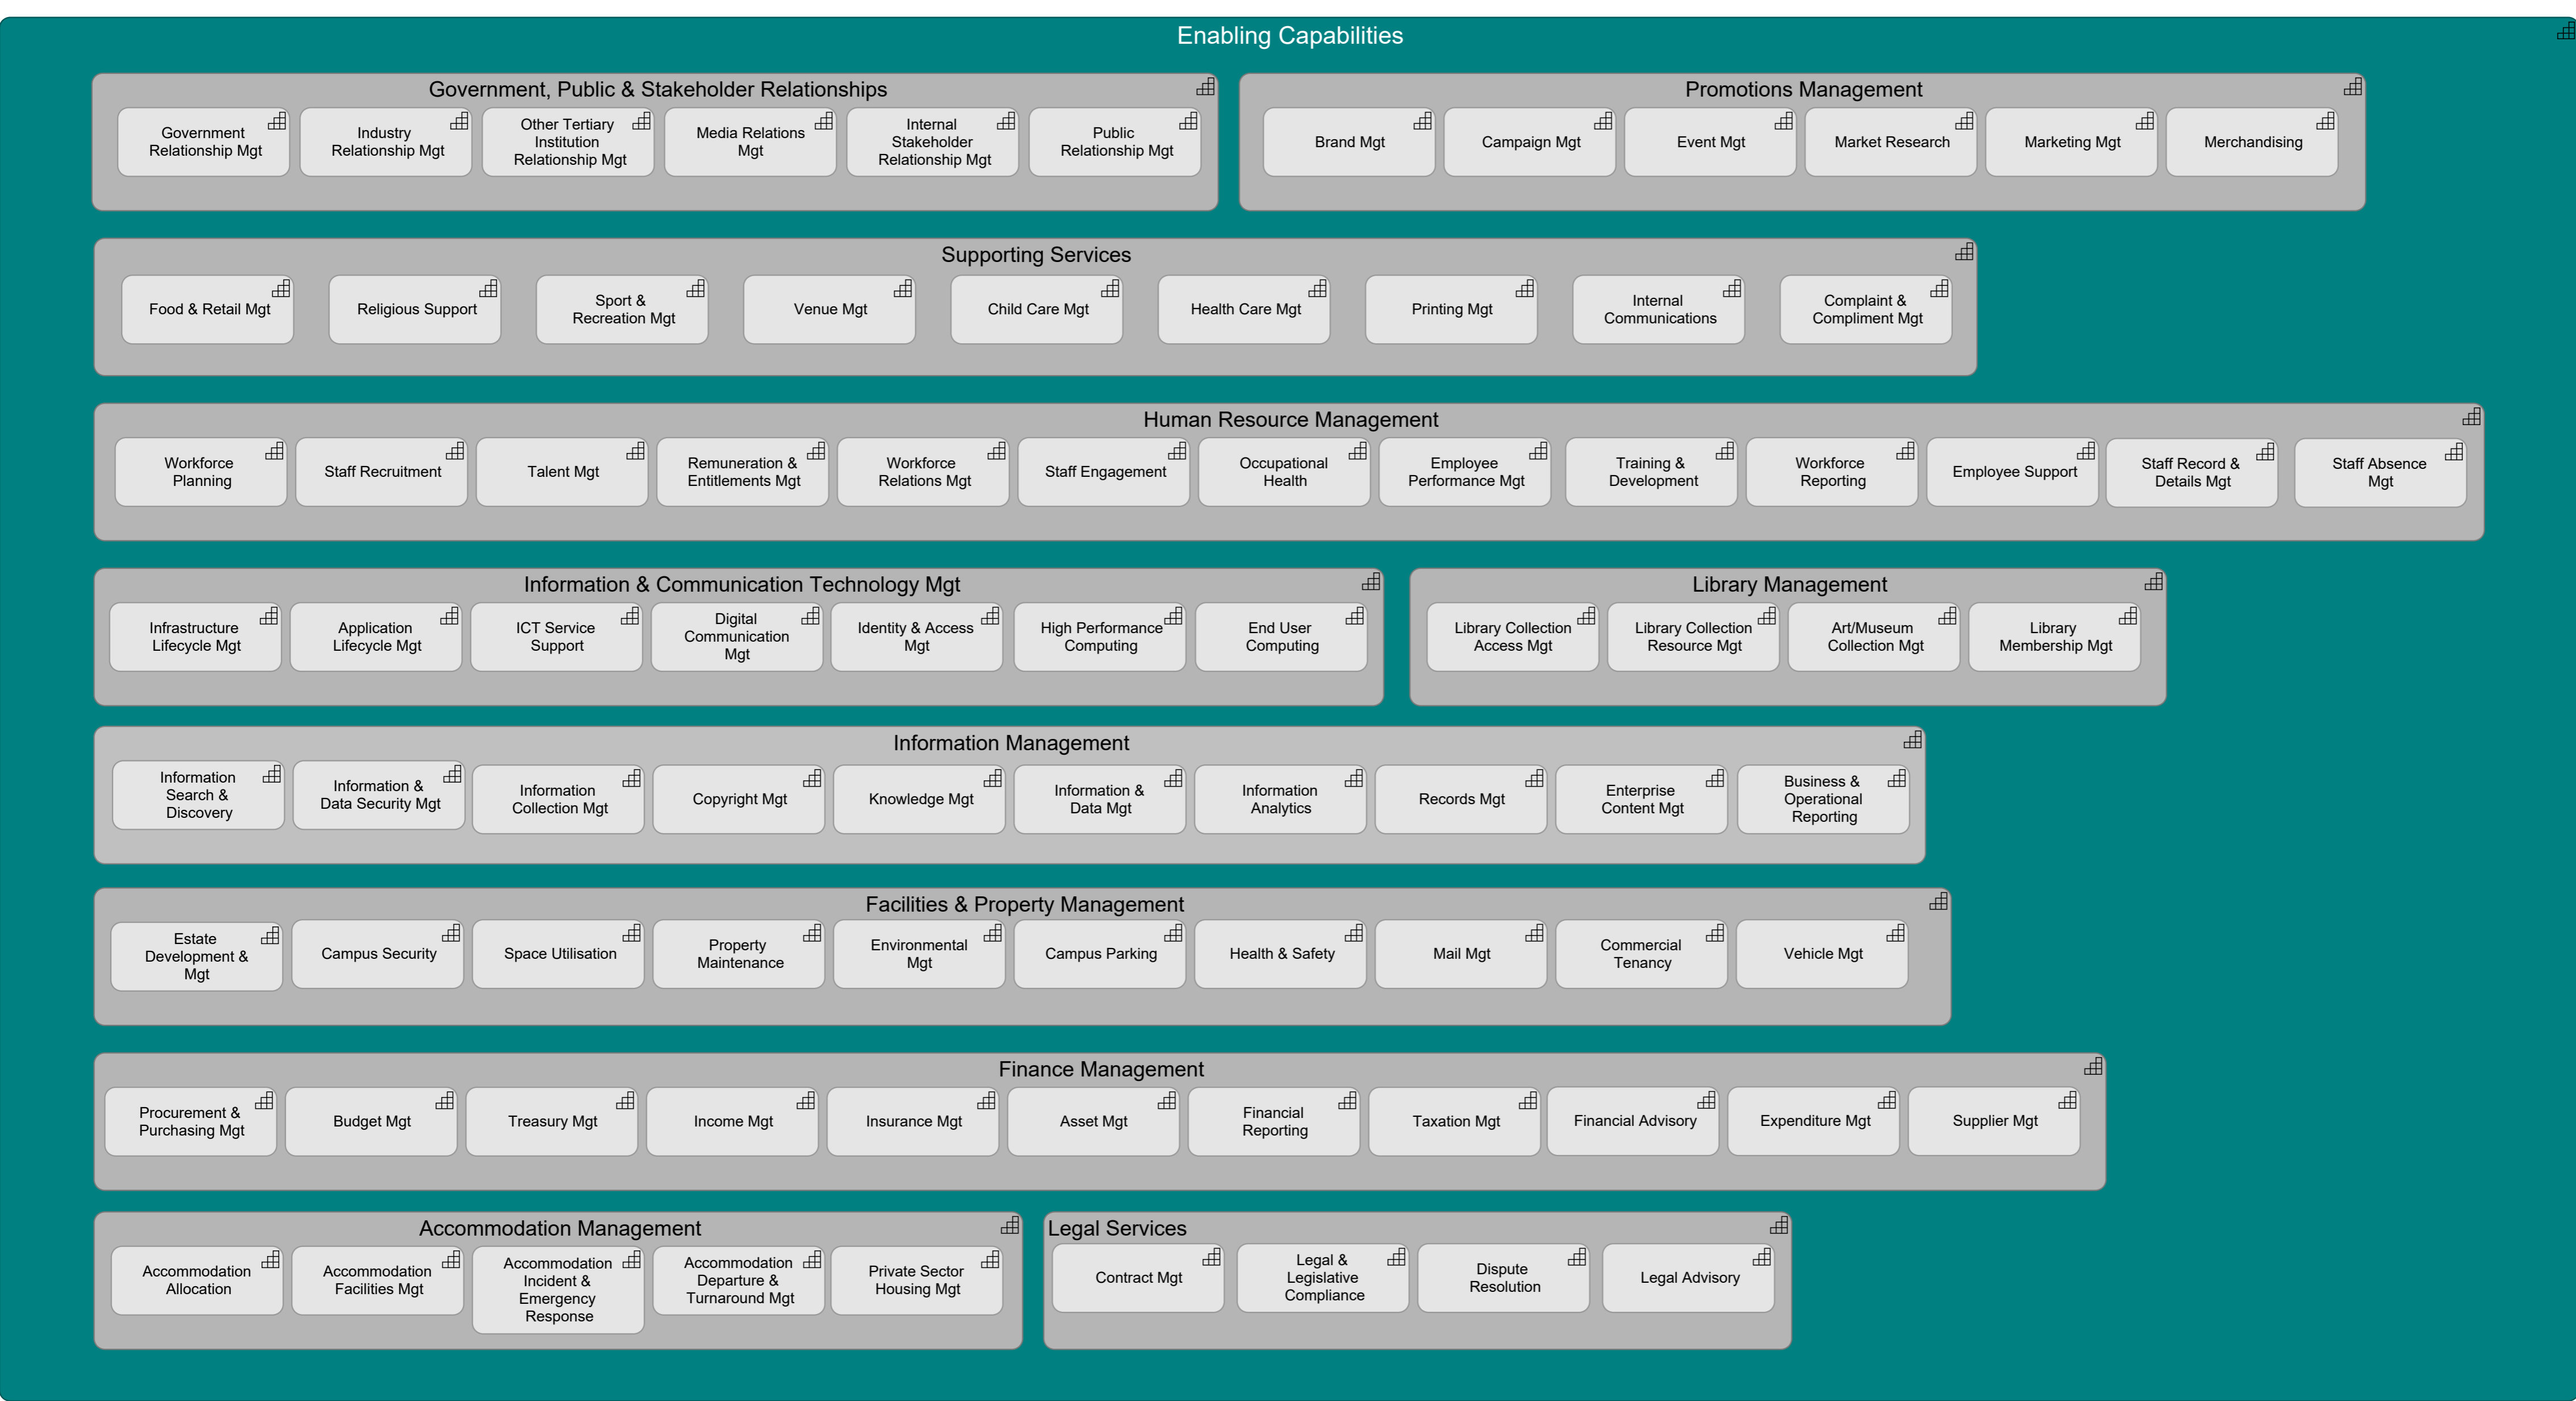 Enabling Capabilities
Government, Public & Stakeholder Relationships
Government
Relationship Mgt
Industry
Relationship Mgt
Other Tertiary
Institution
Relationship Mgt
Media Relations
Mgt
Internal
Stakeholder
Relationship Mgt
Public
Relationship Mgt
Promotions Management
Brand Mgt
Campaign Mgt
Event Mgt
Market Research
Marketing Mgt
Merchandising
Supporting Services
Food & Retail Mgt
Religious Support
Sport &
Recreation Mgt
Venue Mgt
Child Care Mgt
Health Care Mgt
Printing Mgt
Internal
Communications
Complaint &
Compliment Mgt
Human Resource Management
Workforce
Planning
Staff Recruitment
Talent Mgt
Remuneration &
Entitlements Mgt
Workforce
Relations Mgt
Staff Engagement
Occupational
Health
Employee
Performance Mgt
Training &
Development
Workforce
Reporting
Employee Support
Staff Record &
Details Mgt
Staff Absence
Mgt
Information & Communication Technology Mgt
Infrastructure
Lifecycle Mgt
Application
Lifecycle Mgt
ICT Service
Support
Digital
Communication
Mgt
Identity & Access
Mgt
High Performance
Computing
End User
Computing
Library Management
Library Collection
Access Mgt
Library Collection
Resource Mgt
Art/Museum
Collection Mgt
Library
Membership Mgt
Information Management
Information
Search &
Discovery
Information &
Data Security Mgt
Information
Collection Mgt
Copyright Mgt
Knowledge Mgt
Information &
Data Mgt
Information
Analytics
Records Mgt
Enterprise
Content Mgt
Business &
Operational
Reporting
Facilities & Property Management
Estate
Development &
Mgt
Campus Security
Space Utilisation
Property
Maintenance
Environmental
Mgt
Campus Parking
Health & Safety
Mail Mgt
Commercial
Tenancy
Vehicle Mgt
Finance Management
Procurement &
Purchasing Mgt
Budget Mgt
Treasury Mgt
Income Mgt
Insurance Mgt
Asset Mgt
Financial
Reporting
Taxation Mgt
Financial Advisory
Expenditure Mgt
Supplier Mgt
Accommodation Management
Accommodation
Allocation
Accommodation
Facilities Mgt
Accommodation
Incident &
Emergency
Response
Accommodation
Departure &
Turnaround Mgt
Private Sector
Housing Mgt
Legal Services
Contract Mgt
Legal &
Legislative
Compliance
Dispute
Resolution
Legal Advisory